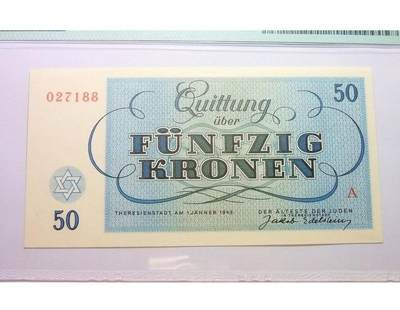 027188
Quittung
50
über
FÜNFZIG
KRONEN
A
50
THERESIENSTADT, AM 1. JÄNNER 1943
DER ÄLTESTE DER JUDEN
IN THERESIENSTADT
Jakob Edelstein